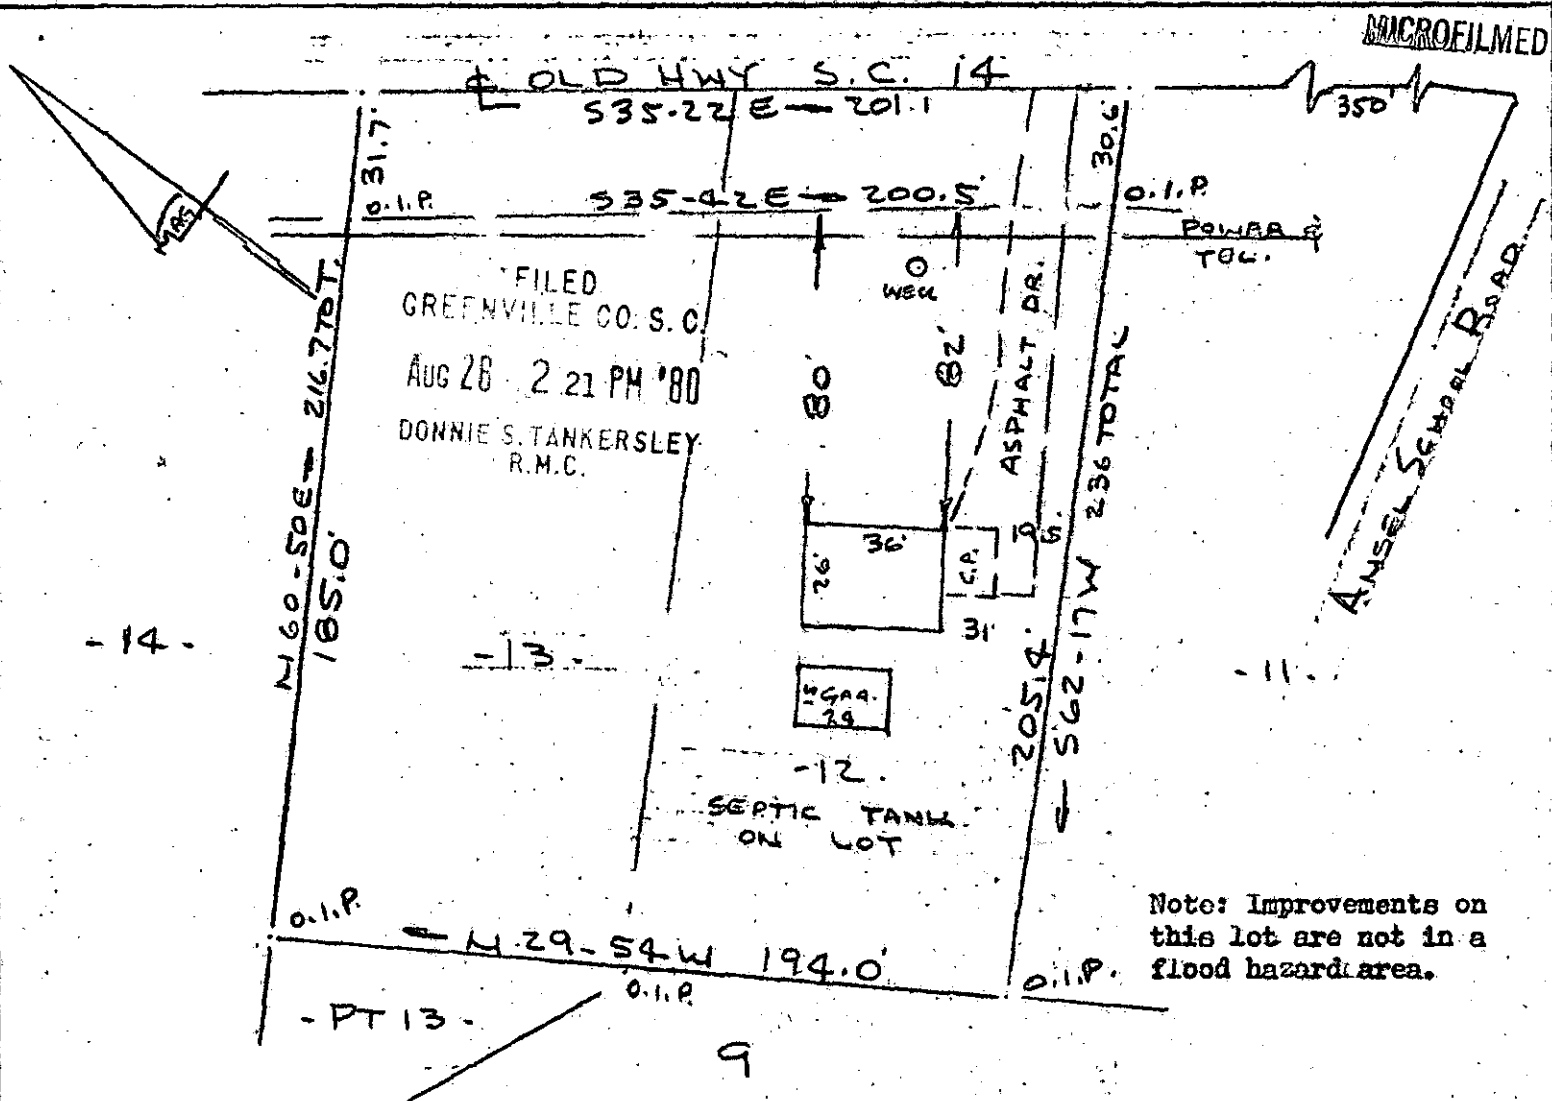 MICROFILMED
OLD HWY S.C. 14
S35-22 E — 201.1
350'
31.7'
30.6
O.I.P.
S35-42E — 200.5'
O.I.P.
POWER &
TEL.
FILED
GREENVILLE CO. S. C.
AUG 28 2 21 PM '80
DONNIE S. TANKERSLEY
R.M.C.
WELL
80'
82'
ASPHALT DR.
N 60-50E — 216.7 TOT.
185.0'
S62-17W 236 TOTAL
205.4'
ANSEL SCHOOL ROAD
36'
26'
C.P.
31'
-14-
-13-
-11-
GAR.
-12-
SEPTIC TANK
ON LOT
O.I.P.
N 29-54 W 194.0'
O.I.P.
O.I.P.
-PT 13-
9
Note: Improvements on
this lot are not in a
flood hazard area.